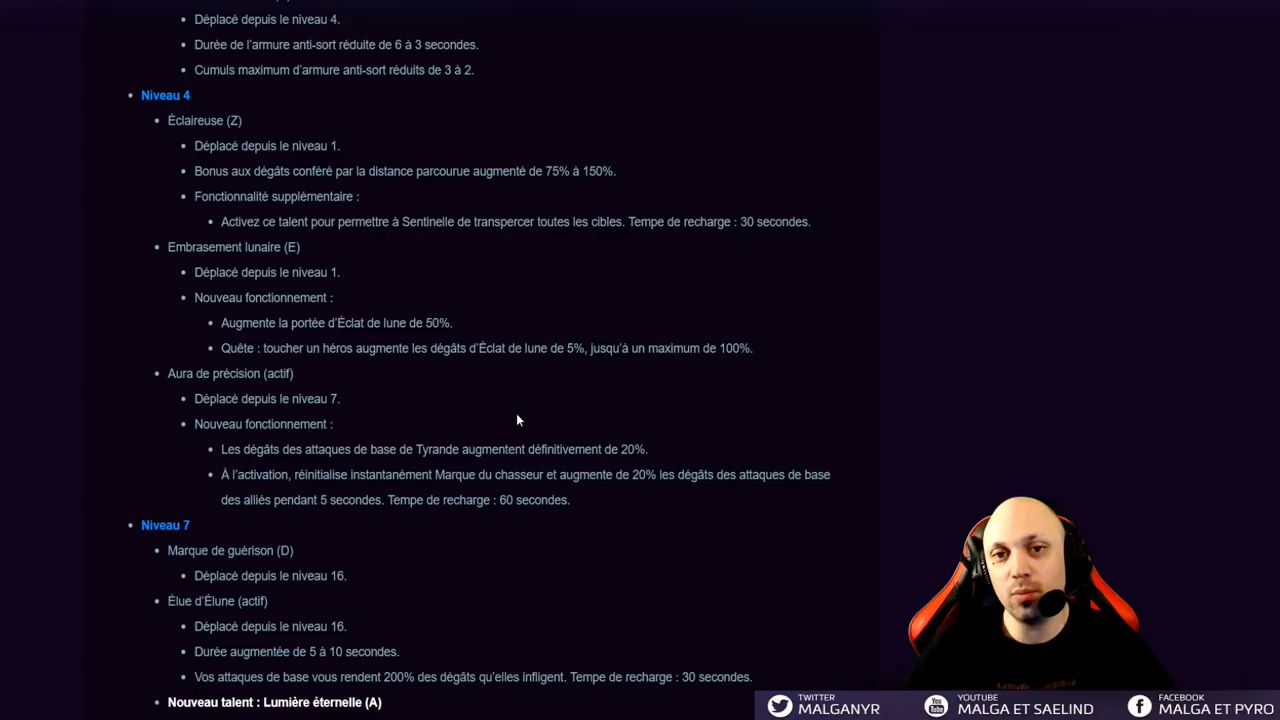 Déplacé depuis le niveau 4.
Durée de l'armure anti-sort réduite de 6 à 3 secondes.
Cumuls maximum d'armure anti-sort réduits de 3 à 2.
Niveau 4
Éclaireuse (Z)
Déplacé depuis le niveau 1.
Bonus aux dégâts conféré par la distance parcourue augmenté de 75% à 150%.
Fonctionnalité supplémentaire :
Activez ce talent pour permettre à Sentinelle de transpercer toutes les cibles. Tempe de recharge : 30 secondes.
Embrasement lunaire (E)
Déplacé depuis le niveau 1.
Nouveau fonctionnement :
Augmente la portée d'Éclat de lune de 50%.
Quête : toucher un héros augmente les dégâts d'Éclat de lune de 5%, jusqu'à un maximum de 100%.
Aura de précision (actif)
Déplacé depuis le niveau 7.
Nouveau fonctionnement :
Les dégâts des attaques de base de Tyrande augmentent définitivement de 20%.
À l'activation, réinitialise instantanément Marque du chasseur et augmente de 20% les dégâts des attaques de base
des alliés pendant 5 secondes. Tempe de recharge : 60 secondes.
Niveau 7
Marque de guérison (D)
Déplacé depuis le niveau 16.
Élue d'Élune (actif)
Déplacé depuis le niveau 16.
Durée augmentée de 5 à 10 secondes.
Vos attaques de base vous rendent 200% des dégâts qu'elles infligent. Tempe de recharge : 30 secondes.
Nouveau talent : Lumière éternelle (A)
TWITTER
MALGANYR
YOUTUBE
MALGA ET SAELIND
FACEBOOK
MALGA ET PYRO